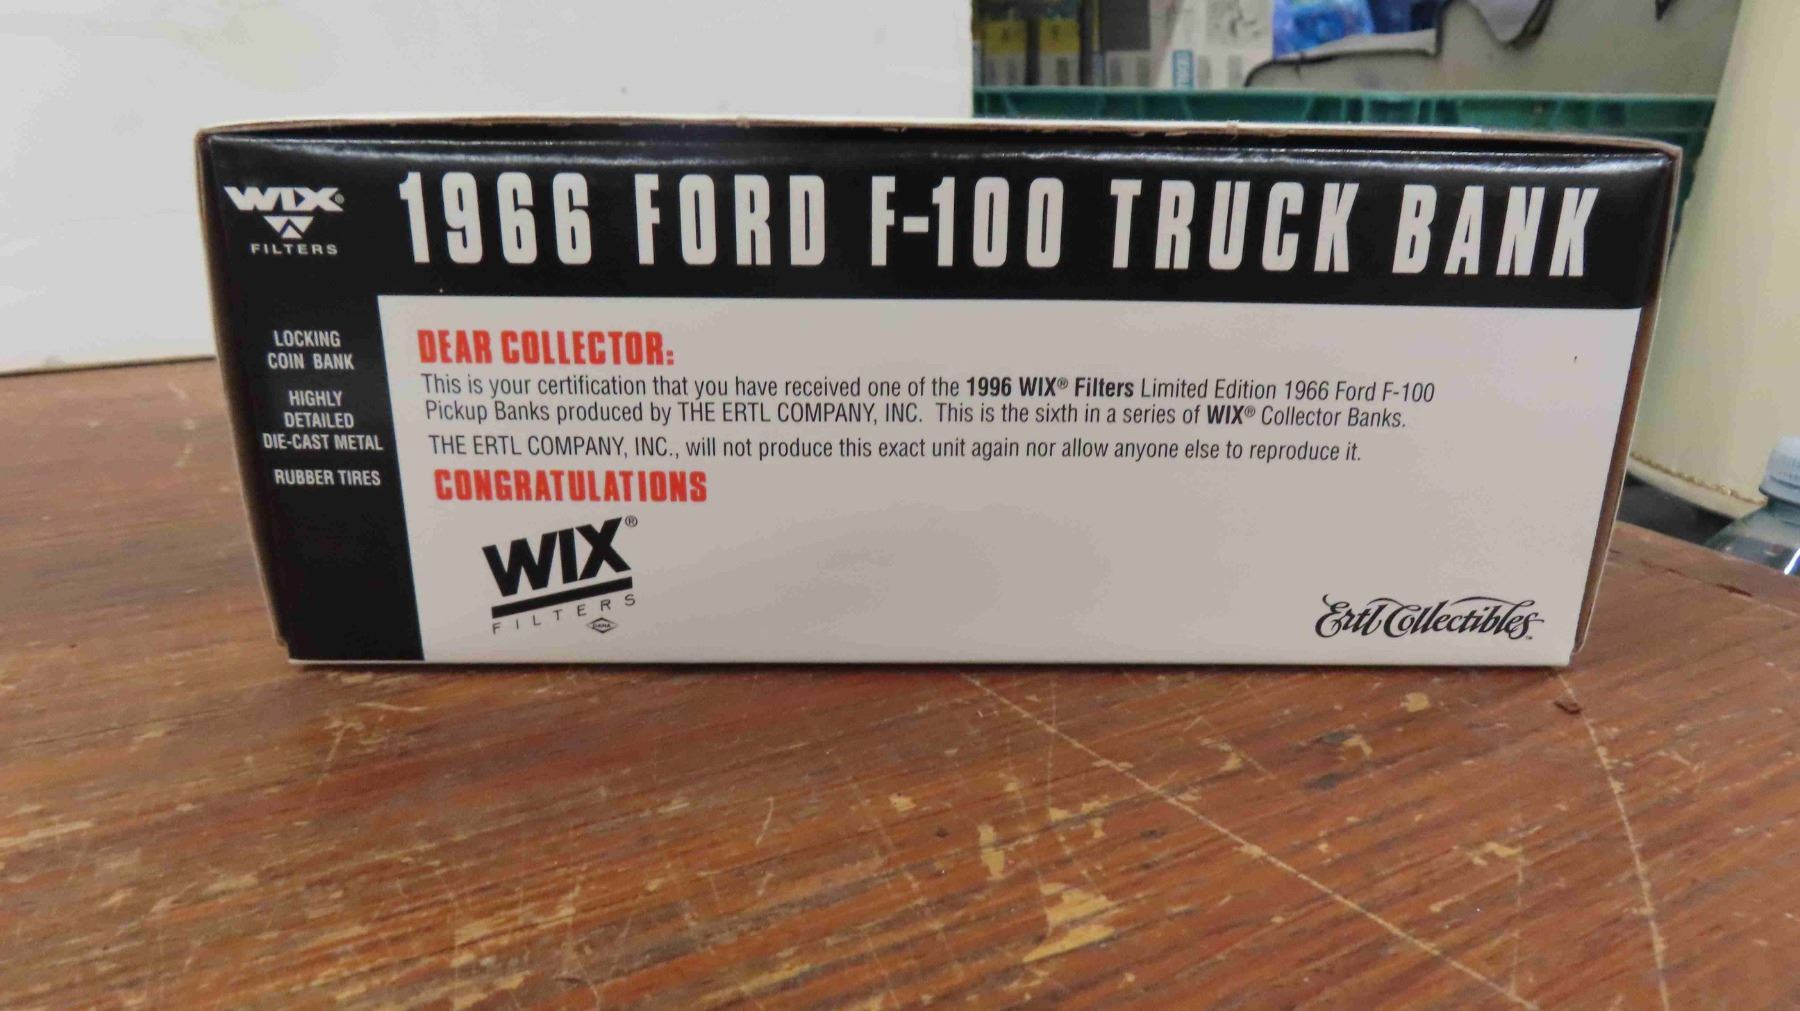 WIX®
FILTERS
1966 FORD F-100 TRUCK BANK
LOCKING
COIN BANK
HIGHLY
DETAILED
DIE-CAST METAL
RUBBER TIRES
DEAR COLLECTOR:
This is your certification that you have received one of the 1996 WIX® Filters Limited Edition 1966 Ford F-100
Pickup Banks produced by THE ERTL COMPANY, INC. This is the sixth in a series of WIX® Collector Banks.
THE ERTL COMPANY, INC., will not produce this exact unit again nor allow anyone else to reproduce it.
CONGRATULATIONS
WIX®
FILTERS
DANA
Ertl Collectibles™